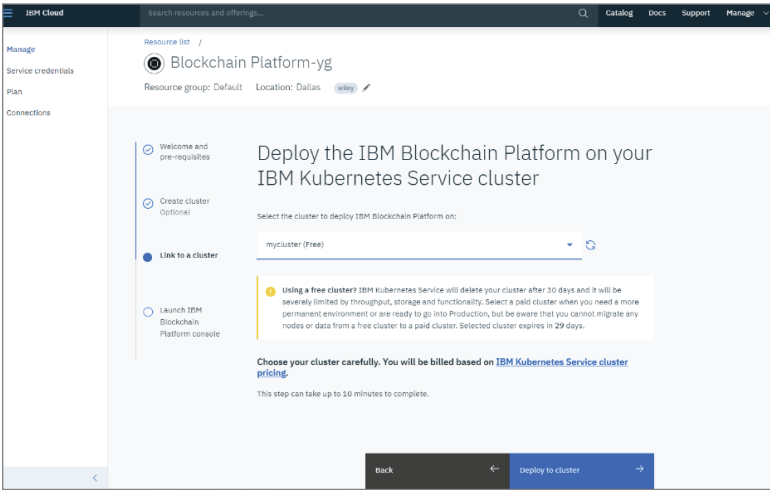 IBM Cloud
Search resources and offerings...
Catalog
Docs
Support
Manage
Manage
Service credentials
Plan
Connections
Resource list /
Blockchain Platform-yg
Resource group: Default Location: Dallas wiley
Welcome and
pre-requisites
Create cluster
Optional
Link to a cluster
Launch IBM
Blockchain
Platform console
Deploy the IBM Blockchain Platform on your
IBM Kubernetes Service cluster
Select the cluster to deploy IBM Blockchain Platform on:
mycluster (Free)
Using a free cluster? IBM Kubernetes Service will delete your cluster after 30 days and it will be
severely limited by throughput, storage and functionality. Select a paid cluster when you need a more
permanent environment or are ready to go into Production, but be aware that you cannot migrate any
nodes or data from a free cluster to a paid cluster. Selected cluster expires in 29 days.
Choose your cluster carefully. You will be billed based on IBM Kubernetes Service cluster
pricing.
This step can take up to 10 minutes to complete.
Back
Deploy to cluster